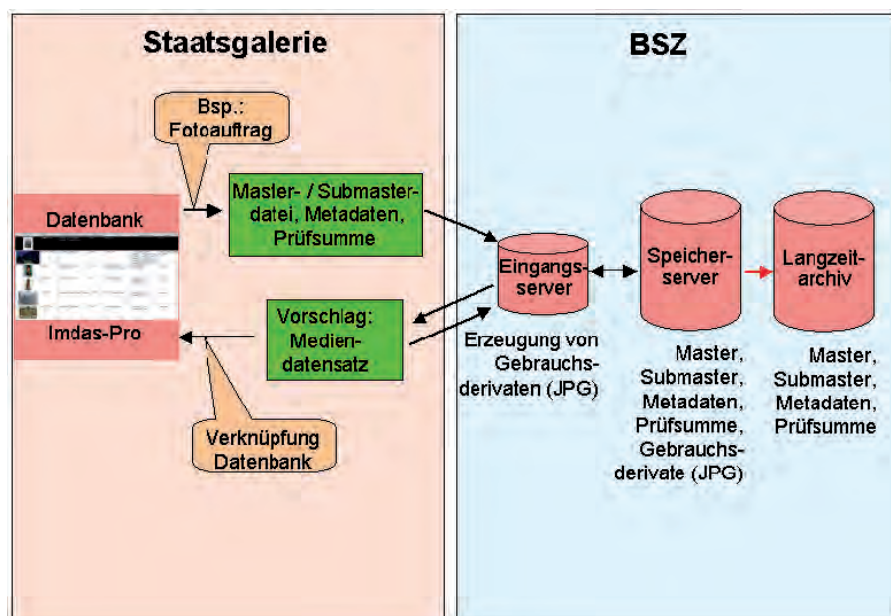 Staatsgalerie
BSZ
Bsp.:
Fotoauftrag
Datenbank
Imdas-Pro
Master- / Submaster-
datei, Metadaten,
Prüfsumme
Vorschlag:
Medien-
datensatz
Verknüpfung
Datenbank
Eingangs-
server
Erzeugung von
Gebrauchs-
derivaten (JPG)
Speicher-
server
Master,
Submaster,
Metadaten,
Prüfsumme,
Gebrauchs-
derivate (JPG)
Langzeit-
archiv
Master,
Submaster,
Metadaten,
Prüfsumme